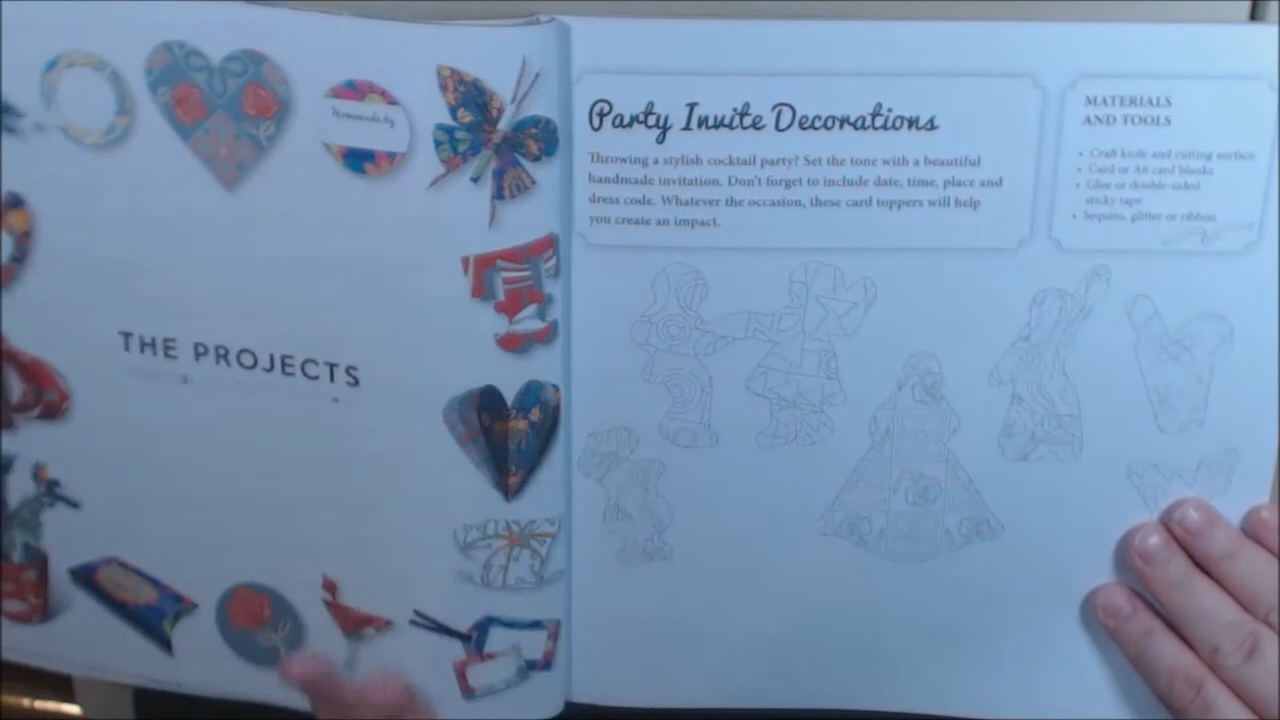 Homemade by
THE PROJECTS
Party Invite Decorations
Throwing a stylish cocktail party? Set the tone with a beautiful
handmade invitation. Don't forget to include date, time, place and
dress code. Whatever the occasion, these card toppers will help
you create an impact.
MATERIALS
AND TOOLS
• Craft knife and cutting surface
• Card or A6 card blanks
• Glue or double-sided
sticky tape
• Sequins, glitter or ribbon